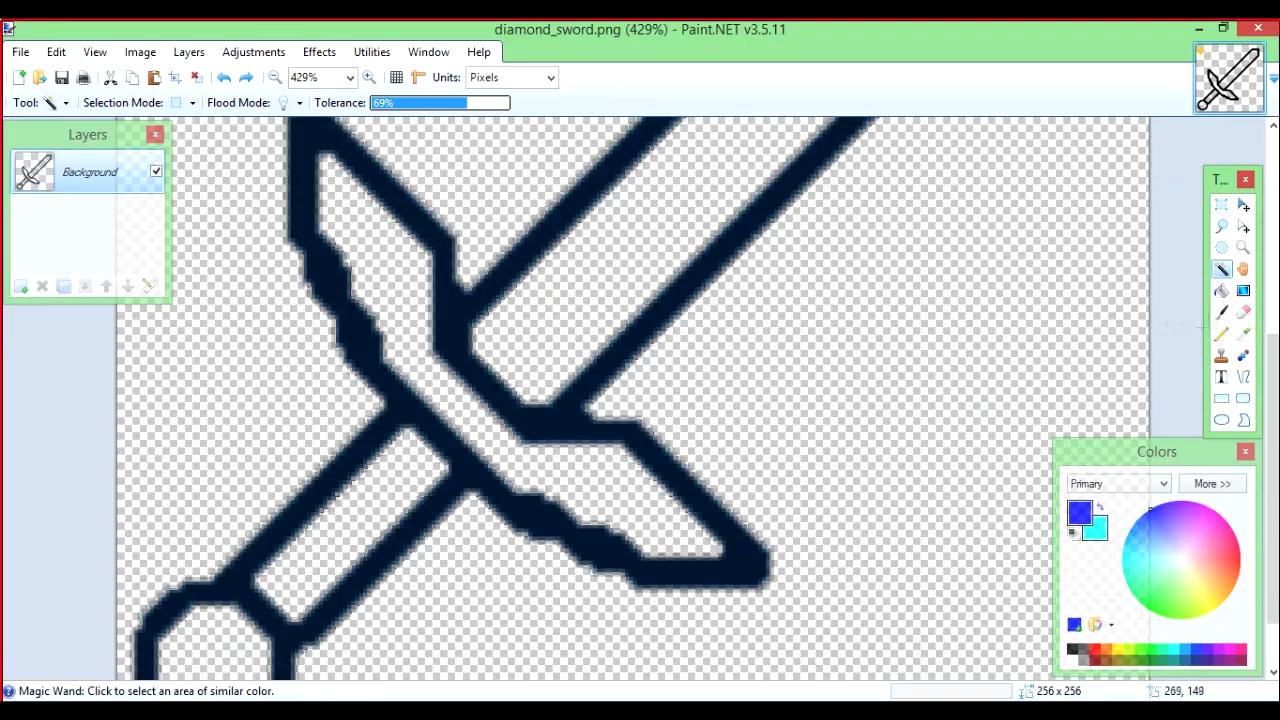 diamond_sword.png (429%) - Paint.NET v3.5.11
File Edit View Image Layers Adjustments Effects Utilities Window Help
429% Units: Pixels
Tool: Selection Mode: Flood Mode: Tolerance: 69%
Layers
Background
T...
Colors
Primary More >>
Magic Wand: Click to select an area of similar color.
256 x 256
269, 149